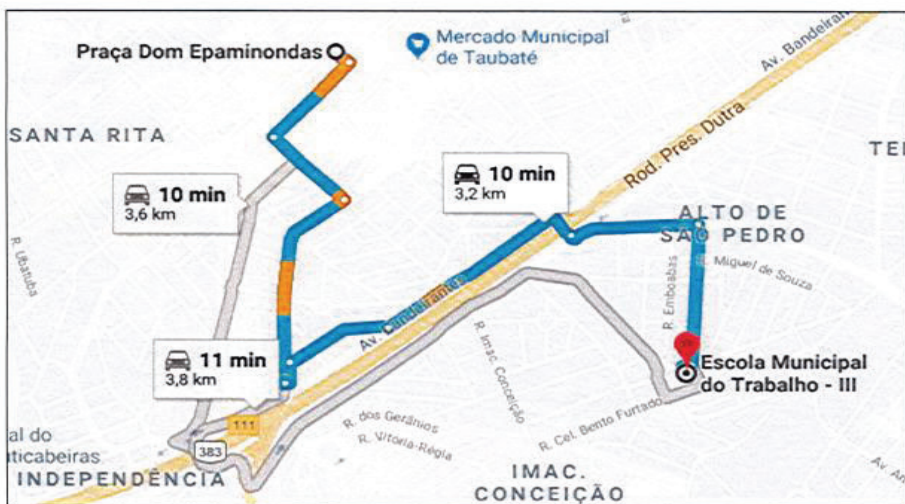 Praça Dom Epaminondas
Mercado Municipal
de Taubaté
Av. Bandeiran
SANTA RITA
Rod. Pres. Dutra
TE
10 min
3,6 km
10 min
3,2 km
ALTO DE
SÃO PEDRO
R. Ubatuba
R. Miguel de Souza
R. Emboabas
Av. Bandeirantes
11 min
3,8 km
R. Imac. Conceição
Escola Municipal
do Trabalho - III
111
R. dos Gerânios
R. Vitória-Régia
R. Cel. Bento Furtado
383
al do
aticabeiras
INDEPENDÊNCIA
IMAC.
CONCEIÇÃO